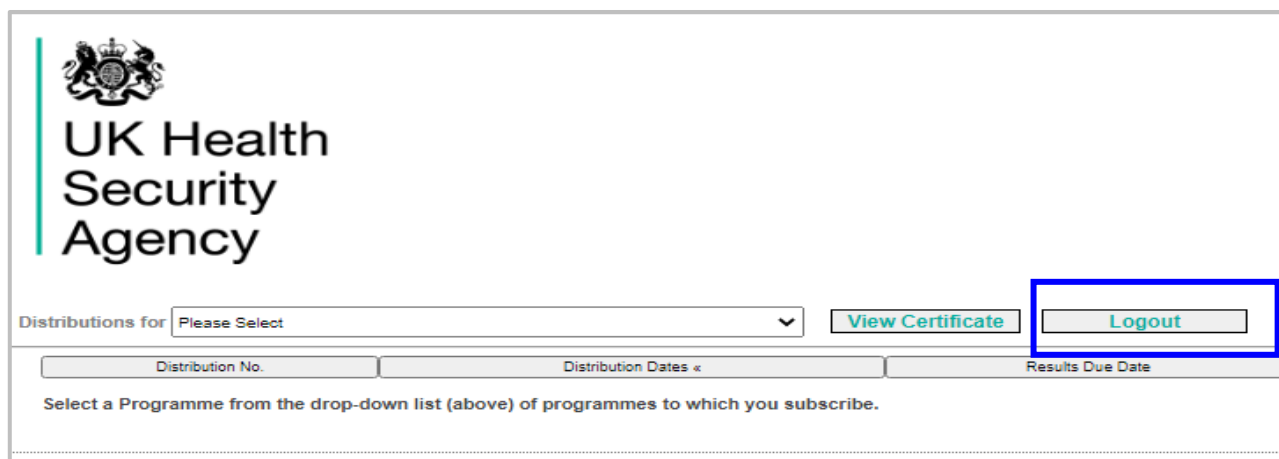 UK Health
Security
Agency
Distributions for Please Select View Certificate Logout
Distribution No. Distribution Dates « Results Due Date
Select a Programme from the drop-down list (above) of programmes to which you subscribe.